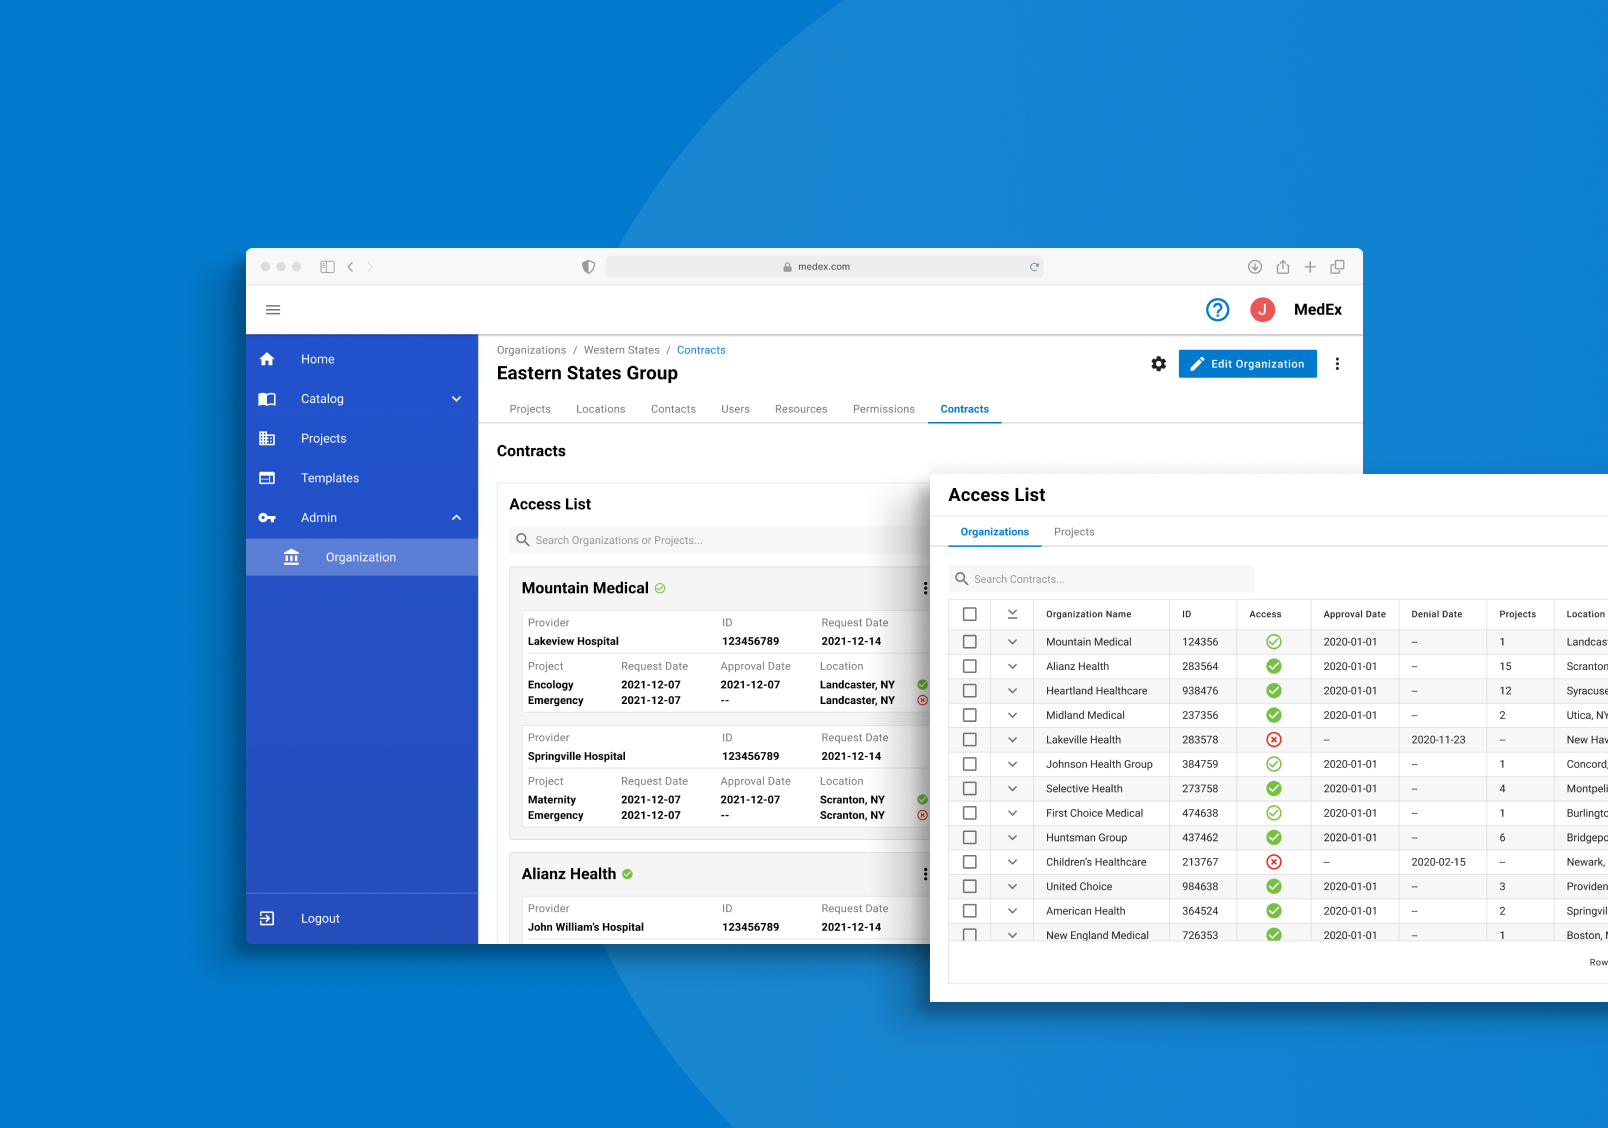 medex.com
J MedEx
Home
Catalog
Projects
Templates
Admin
Organization
Logout
Organizations / Western States / Contracts
Eastern States Group
Edit Organization
Projects Locations Contacts Users Resources Permissions Contracts
Contracts
Access List
Search Organizations or Projects...
Mountain Medical
Provider ID Request Date
Lakeview Hospital 123456789 2021-12-14
Project Request Date Approval Date Location
Encology 2021-12-07 2021-12-07 Landcaster, NY
Emergency 2021-12-07 -- Landcaster, NY
Provider ID Request Date
Springville Hospital 123456789 2021-12-14
Project Request Date Approval Date Location
Maternity 2021-12-07 2021-12-07 Scranton, NY
Emergency 2021-12-07 -- Scranton, NY
Alianz Health
Provider ID Request Date
John William's Hospital 123456789 2021-12-14
Access List
Organizations Projects
Search Contracts...
Organization Name ID Access Approval Date Denial Date Projects Location
Mountain Medical 124356 2020-01-01 -- 1 Landcas
Alianz Health 283564 2020-01-01 -- 15 Scranton
Heartland Healthcare 938476 2020-01-01 -- 12 Syracuse
Midland Medical 237356 2020-01-01 -- 2 Utica, NY
Lakeville Health 283578 -- 2020-11-23 -- New Hav
Johnson Health Group 384759 2020-01-01 -- 1 Concord,
Selective Health 273758 2020-01-01 -- 4 Montpeli
First Choice Medical 474638 2020-01-01 -- 1 Burlingto
Huntsman Group 437462 2020-01-01 -- 6 Bridgepo
Children's Healthcare 213767 -- 2020-02-15 -- Newark,
United Choice 984638 2020-01-01 -- 3 Providen
American Health 364524 2020-01-01 -- 2 Springvil
New England Medical 726353 2020-01-01 -- 1 Boston,
Row